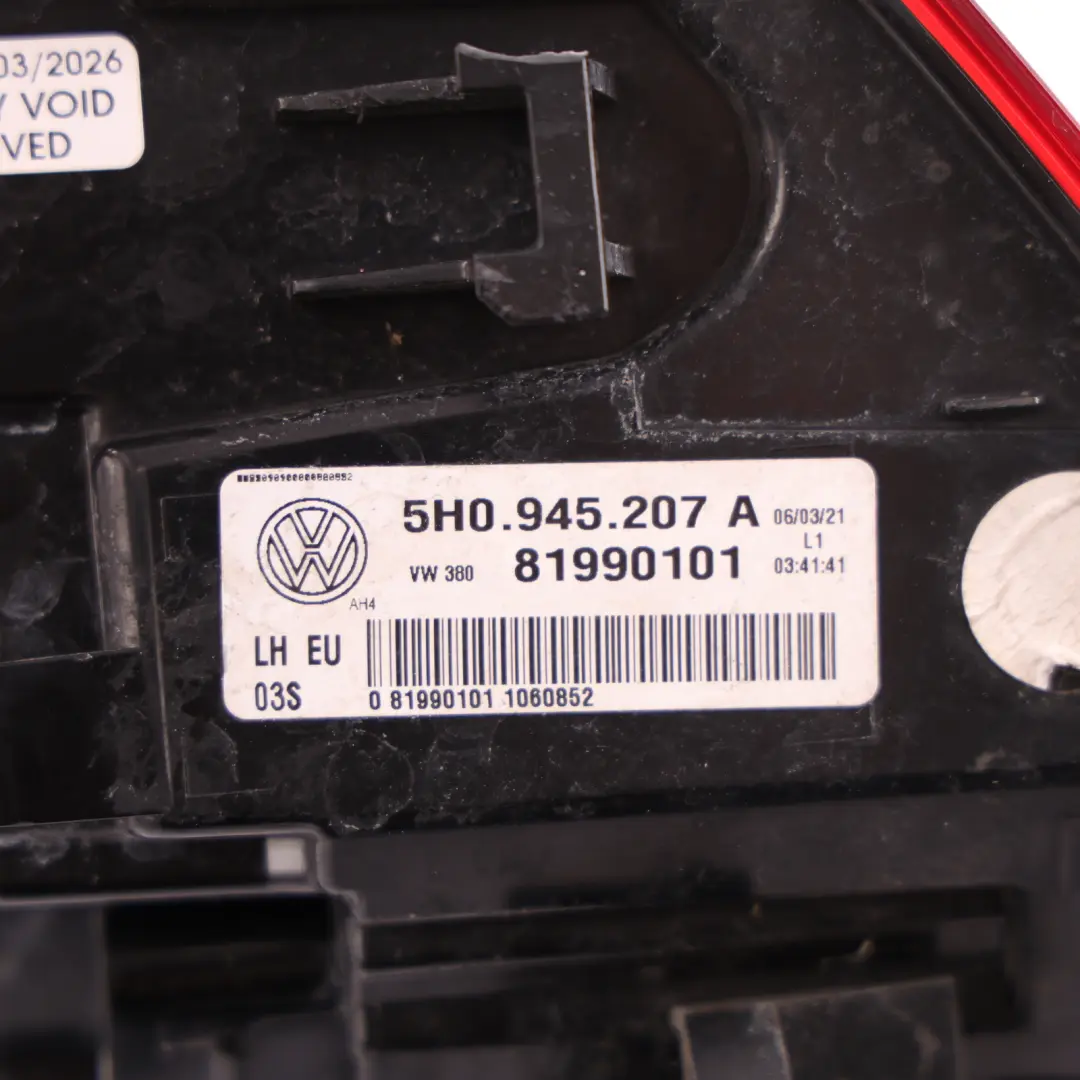 03/2026
VOID
VED
5H0.945.207 A 06/03/21
L1
VW 380 81990101 03:41:41
AH4
LH EU
03S
0 81990101 1060852